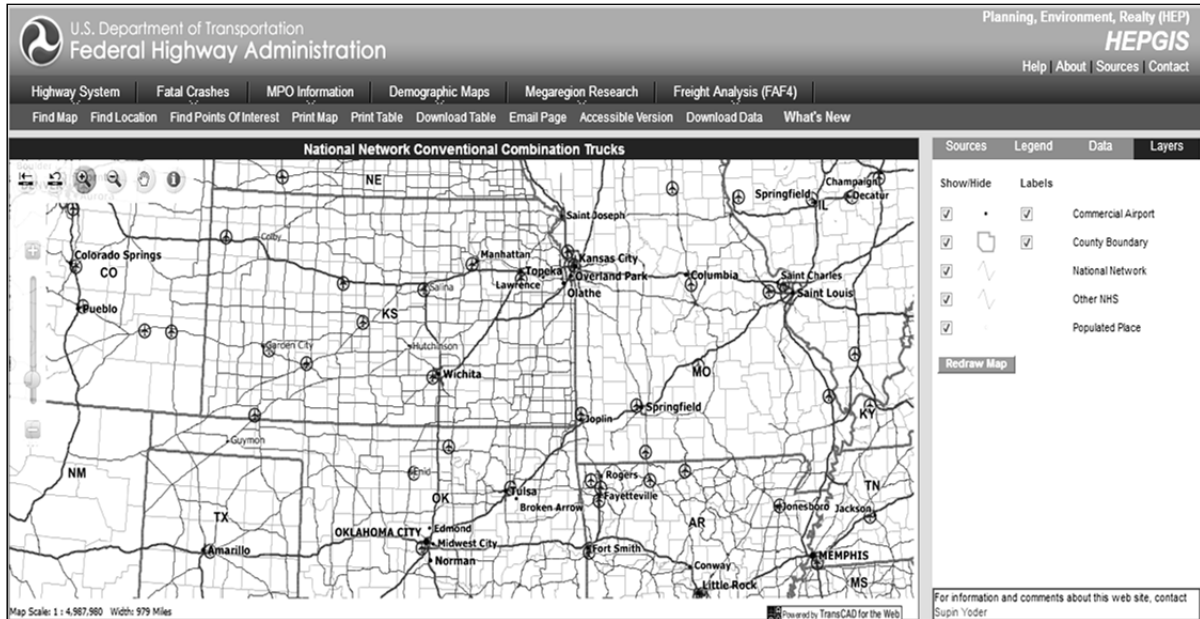 U.S. Department of Transportation
Federal Highway Administration
Planning, Environment, Realty (HEP)
HEPGIS
Help | About | Sources | Contact
Highway System
Fatal Crashes
MPO Information
Demographic Maps
Megaregion Research
Freight Analysis (FAF4)
Find Map
Find Location
Find Points Of Interest
Print Map
Print Table
Download Table
Email Page
Accessible Version
Download Data
What's New
National Network Conventional Combination Trucks
NE
Saint Joseph
Springfield
IL
Champaign
Decatur
Colby
Colorado Springs
CO
Manhattan
Topeka
Lawrence
Kansas City
Overland Park
Olathe
Columbia
Saint Charles
Saint Louis
Salina
Pueblo
KS
Garden City
Hutchinson
Wichita
MO
Springfield
Joplin
KY
Guymon
NM
Enid
OK
Tulsa
Broken Arrow
Rogers
Fayetteville
TN
Jonesboro
Jackson
TX
AR
OKLAHOMA CITY
Edmond
Midwest City
Norman
Amarillo
Fort Smith
Conway
Little Rock
MEMPHIS
MS
Map Scale: 1 : 4,987,980 Width: 979 Miles
Powered by TransCAD for the Web
Sources
Legend
Data
Layers
Show/Hide
Labels
Commercial Airport
County Boundary
National Network
Other NHS
Populated Place
Redraw Map
For information and comments about this web site, contact
Supin Yoder